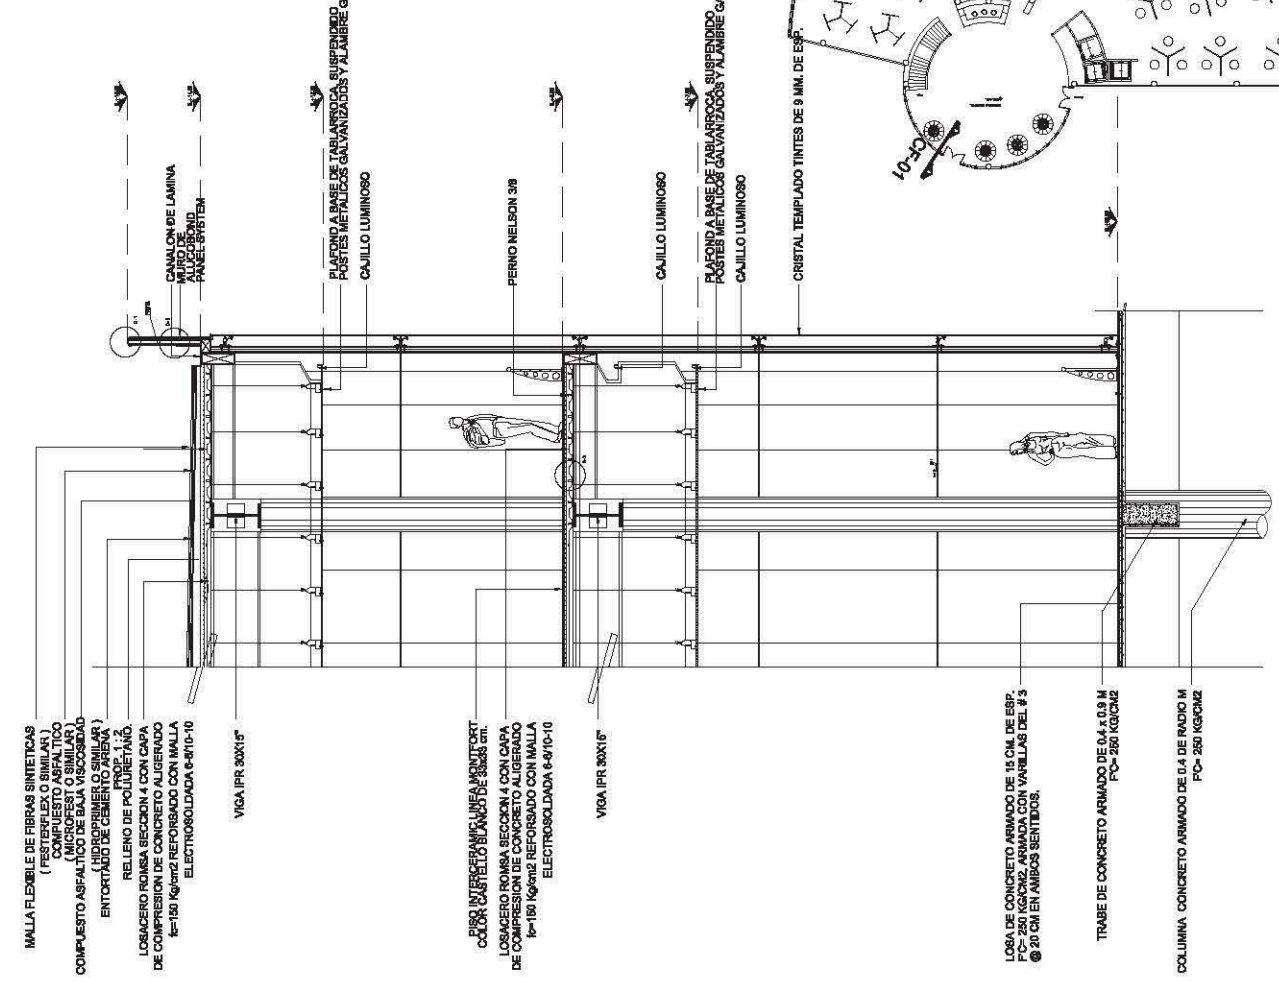 MALLA FLEXIBLE DE FIBRAS SINTETICAS
( FESTERFLEX O SIMILAR )
COMPUESTO ASFALTICO
( MICROFEST O SIMILAR )
COMPUESTO ASFALTICO DE BAJA VISCOSIDAD
( HIDROPRIMER O SIMILAR )
ENTORTADO DE CEMENTO ARENA
PROP. 1 : 2
RELLENO DE POLIURETANO.
LOSACERO ROMSA SECCION 4 CON CAPA
DE COMPRESION DE CONCRETO ALIGERADO
fc=150 Kg/cm2 REFORSADO CON MALLA
ELECTROSOLDADA 6-6/10-10
VIGA IPR 30X15"
PISO INTERCERAMIC LINEA MONTFORT
COLOR CASTELLO BLANCO DE 33x33 cm.
LOSACERO ROMSA SECCION 4 CON CAPA
DE COMPRESION DE CONCRETO ALIGERADO
fc=150 Kg/cm2 REFORSADO CON MALLA
ELECTROSOLDADA 6-6/10-10
VIGA IPR 30X15"
LOSA DE CONCRETO ARMADO DE 15 CM. DE ESP.
F'C= 250 KG/CM2, ARMADA CON VARILLAS DEL # 3
@ 20 CM EN AMBOS SENTIDOS.
TRABE DE CONCRETO ARMADO DE 0.4 x 0.9 M
F'C= 250 KG/CM2
COLUMNA CONCRETO ARMADO DE 0.4 DE RADIO M
F'C= 250 KG/CM2
CANALON DE LAMINA
MURO DE
ALUCOBOND
PANEL SYSTEM
PLAFOND A BASE DE TABLARROCA, SUSPENDIDO
POSTES METALICOS GALVANIZADOS Y ALAMBRE G
CAJILLO LUMINOSO
PERNO NELSON 3/8
CAJILLO LUMINOSO
PLAFOND A BASE DE TABLARROCA, SUSPENDIDO
POSTES METALICOS GALVANIZADOS Y ALAMBRE GA
CAJILLO LUMINOSO
CRISTAL TEMPLADO TINTES DE 9 MM. DE ESP.
CF-01